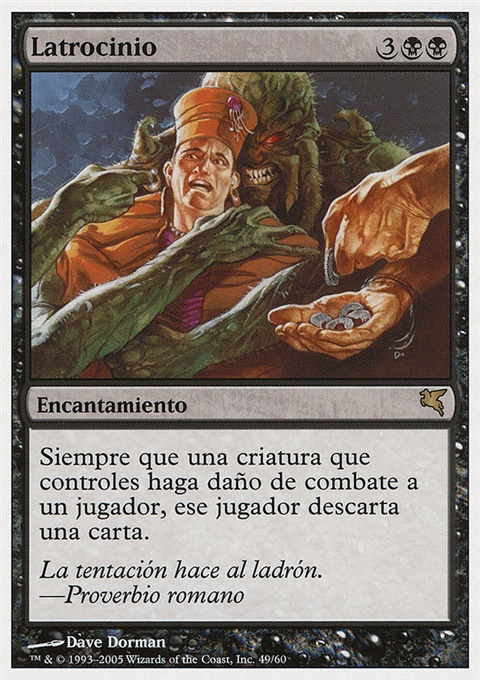 Latrocinio 3
Encantamiento
Siempre que una criatura que
controles haga daño de combate a
un jugador, ese jugador descarta
una carta.
La tentación hace al ladrón.
—Proverbio romano
Dave Dorman
™ & © 1993–2005 Wizards of the Coast, Inc. 49/60